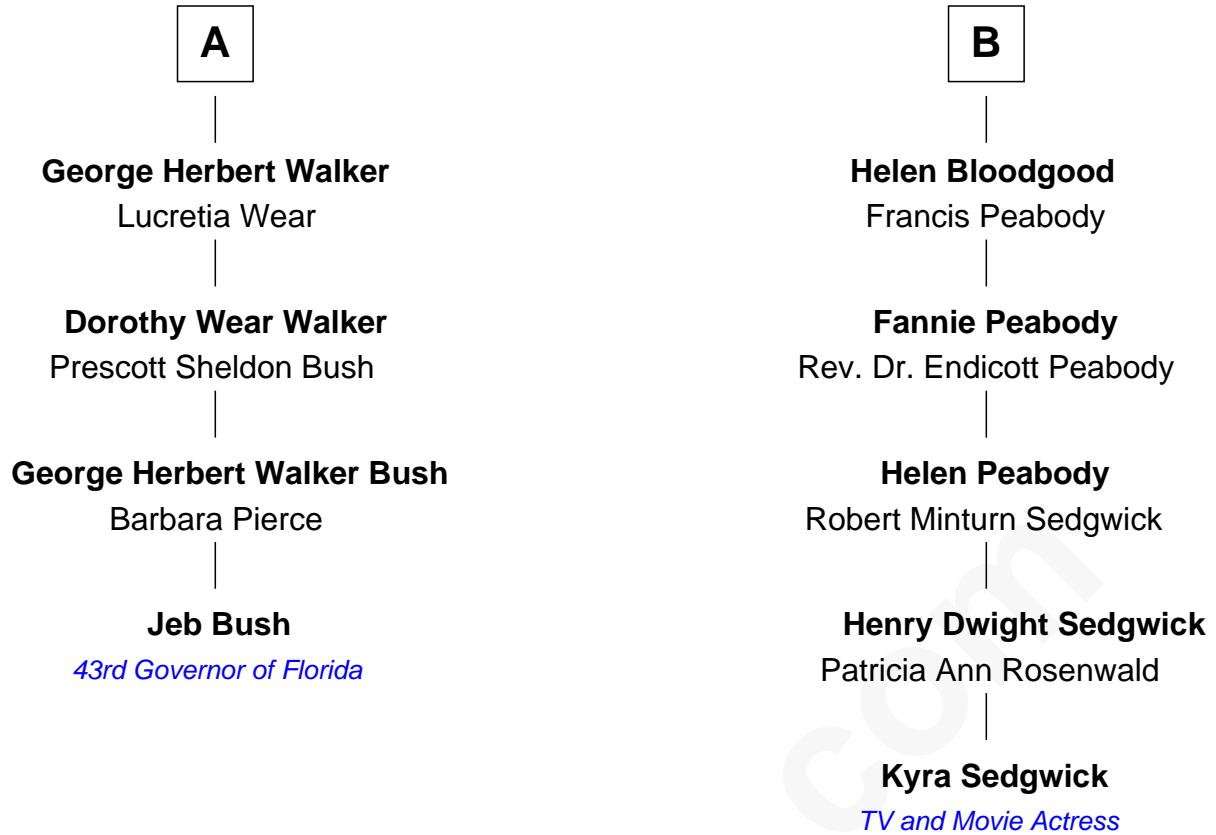 A
George Herbert Walker
Lucretia Wear
Dorothy Wear Walker
Prescott Sheldon Bush
George Herbert Walker Bush
Barbara Pierce
Jeb Bush
43rd Governor of Florida
B
Helen Bloodgood
Francis Peabody
Fannie Peabody
Rev. Dr. Endicott Peabody
Helen Peabody
Robert Minturn Sedgwick
Henry Dwight Sedgwick
Patricia Ann Rosenwald
Kyra Sedgwick
TV and Movie Actress
com